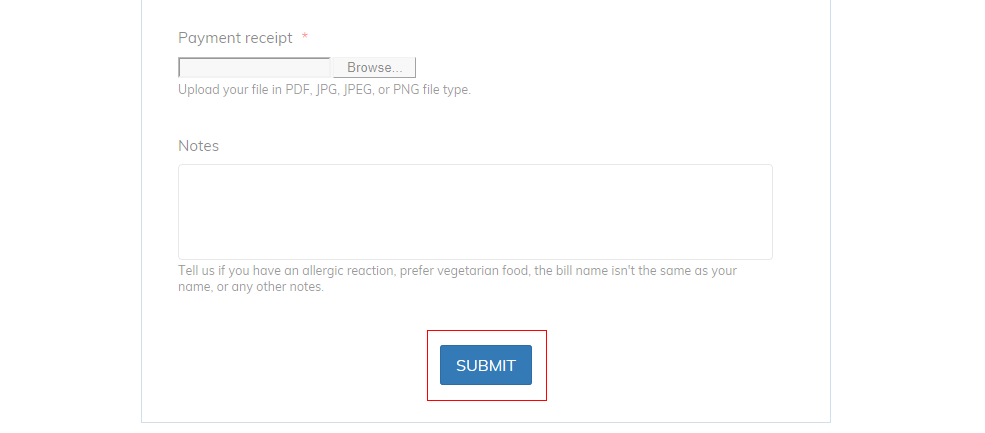 Payment receipt *
Browse...
Upload your file in PDF, JPG, JPEG, or PNG file type.
Notes
Tell us if you have an allergic reaction, prefer vegetarian food, the bill name isn't the same as your
name, or any other notes.
SUBMIT